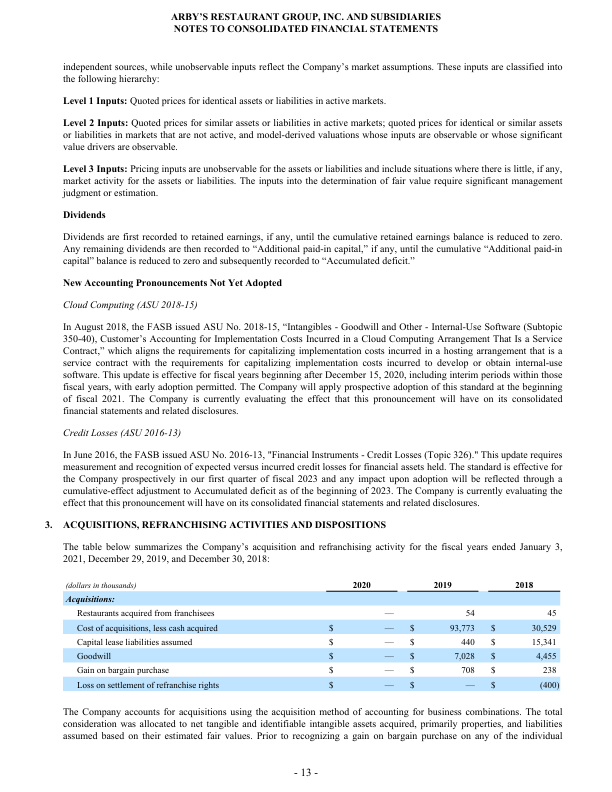 ARBY'S RESTAURANT GROUP, INC. AND SUBSIDIARIES
NOTES TO CONSOLIDATED FINANCIAL STATEMENTS
independent sources, while unobservable inputs reflect the Company's market assumptions. These inputs are classified into
the following hierarchy:
Level 1 Inputs: Quoted prices for identical assets or liabilities in active markets.
Level 2 Inputs: Quoted prices for similar assets or liabilities in active markets; quoted prices for identical or similar assets
or liabilities in markets that are not active, and model-derived valuations whose inputs are observable or whose significant
value drivers are observable.
Level 3 Inputs: Pricing inputs are unobservable for the assets or liabilities and include situations where there is little, if any,
market activity for the assets or liabilities. The inputs into the determination of fair value require significant management
judgment or estimation.
Dividends
Dividends are first recorded to retained earnings, if any, until the cumulative retained earnings balance is reduced to zero.
Any remaining dividends are then recorded to “Additional paid-in capital,” if any, until the cumulative “Additional paid-in
capital” balance is reduced to zero and subsequently recorded to “Accumulated deficit.”
New Accounting Pronouncements Not Yet Adopted
Cloud Computing (ASU 2018-15)
In August 2018, the FASB issued ASU No. 2018-15, “Intangibles - Goodwill and Other - Internal-Use Software (Subtopic
350-40), Customer's Accounting for Implementation Costs Incurred in a Cloud Computing Arrangement That Is a Service
Contract,” which aligns the requirements for capitalizing implementation costs incurred in a hosting arrangement that is a
service contract with the requirements for capitalizing implementation costs incurred to develop or obtain internal-use
software. This update is effective for fiscal years beginning after December 15, 2020, including interim periods within those
fiscal years, with early adoption permitted. The Company will apply prospective adoption of this standard at the beginning
of fiscal 2021. The Company is currently evaluating the effect that this pronouncement will have on its consolidated
financial statements and related disclosures.
Credit Losses (ASU 2016-13)
In June 2016, the FASB issued ASU No. 2016-13, "Financial Instruments - Credit Losses (Topic 326)." This update requires
measurement and recognition of expected versus incurred credit losses for financial assets held. The standard is effective for
the Company prospectively in our first quarter of fiscal 2023 and any impact upon adoption will be reflected through a
cumulative-effect adjustment to Accumulated deficit as of the beginning of 2023. The Company is currently evaluating the
effect that this pronouncement will have on its consolidated financial statements and related disclosures.
3. ACQUISITIONS, REFRANCHISING ACTIVITIES AND DISPOSITIONS
The table below summarizes the Company's acquisition and refranchising activity for the fiscal years ended January 3,
2021, December 29, 2019, and December 30, 2018:
(dollars in thousands) 2020 2019 2018
Acquisitions:
Restaurants acquired from franchisees — 54 45
Cost of acquisitions, less cash acquired $ — $ 93,773 $ 30,529
Capital lease liabilities assumed $ — $ 440 $ 15,341
Goodwill $ — $ 7,028 $ 4,455
Gain on bargain purchase $ — $ 708 $ 238
Loss on settlement of refranchise rights $ — $ — $ (400)
The Company accounts for acquisitions using the acquisition method of accounting for business combinations. The total
consideration was allocated to net tangible and identifiable intangible assets acquired, primarily properties, and liabilities
assumed based on their estimated fair values. Prior to recognizing a gain on bargain purchase on any of the individual
- 13 -